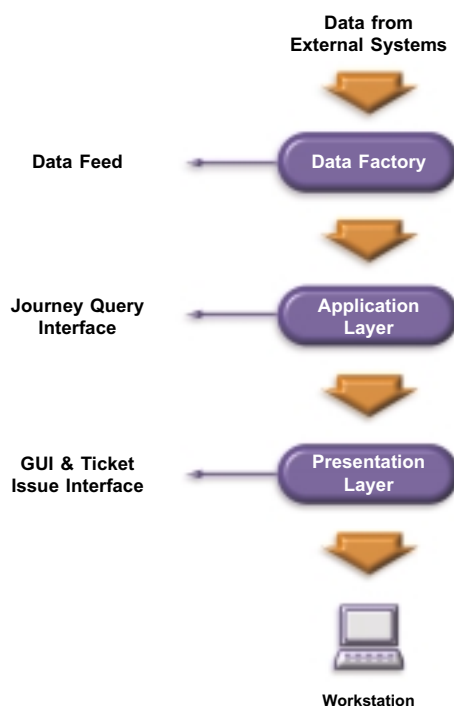 Data from
External Systems
Data Feed
Data Factory
Journey Query
Interface
Application
Layer
GUI & Ticket
Issue Interface
Presentation
Layer
Workstation